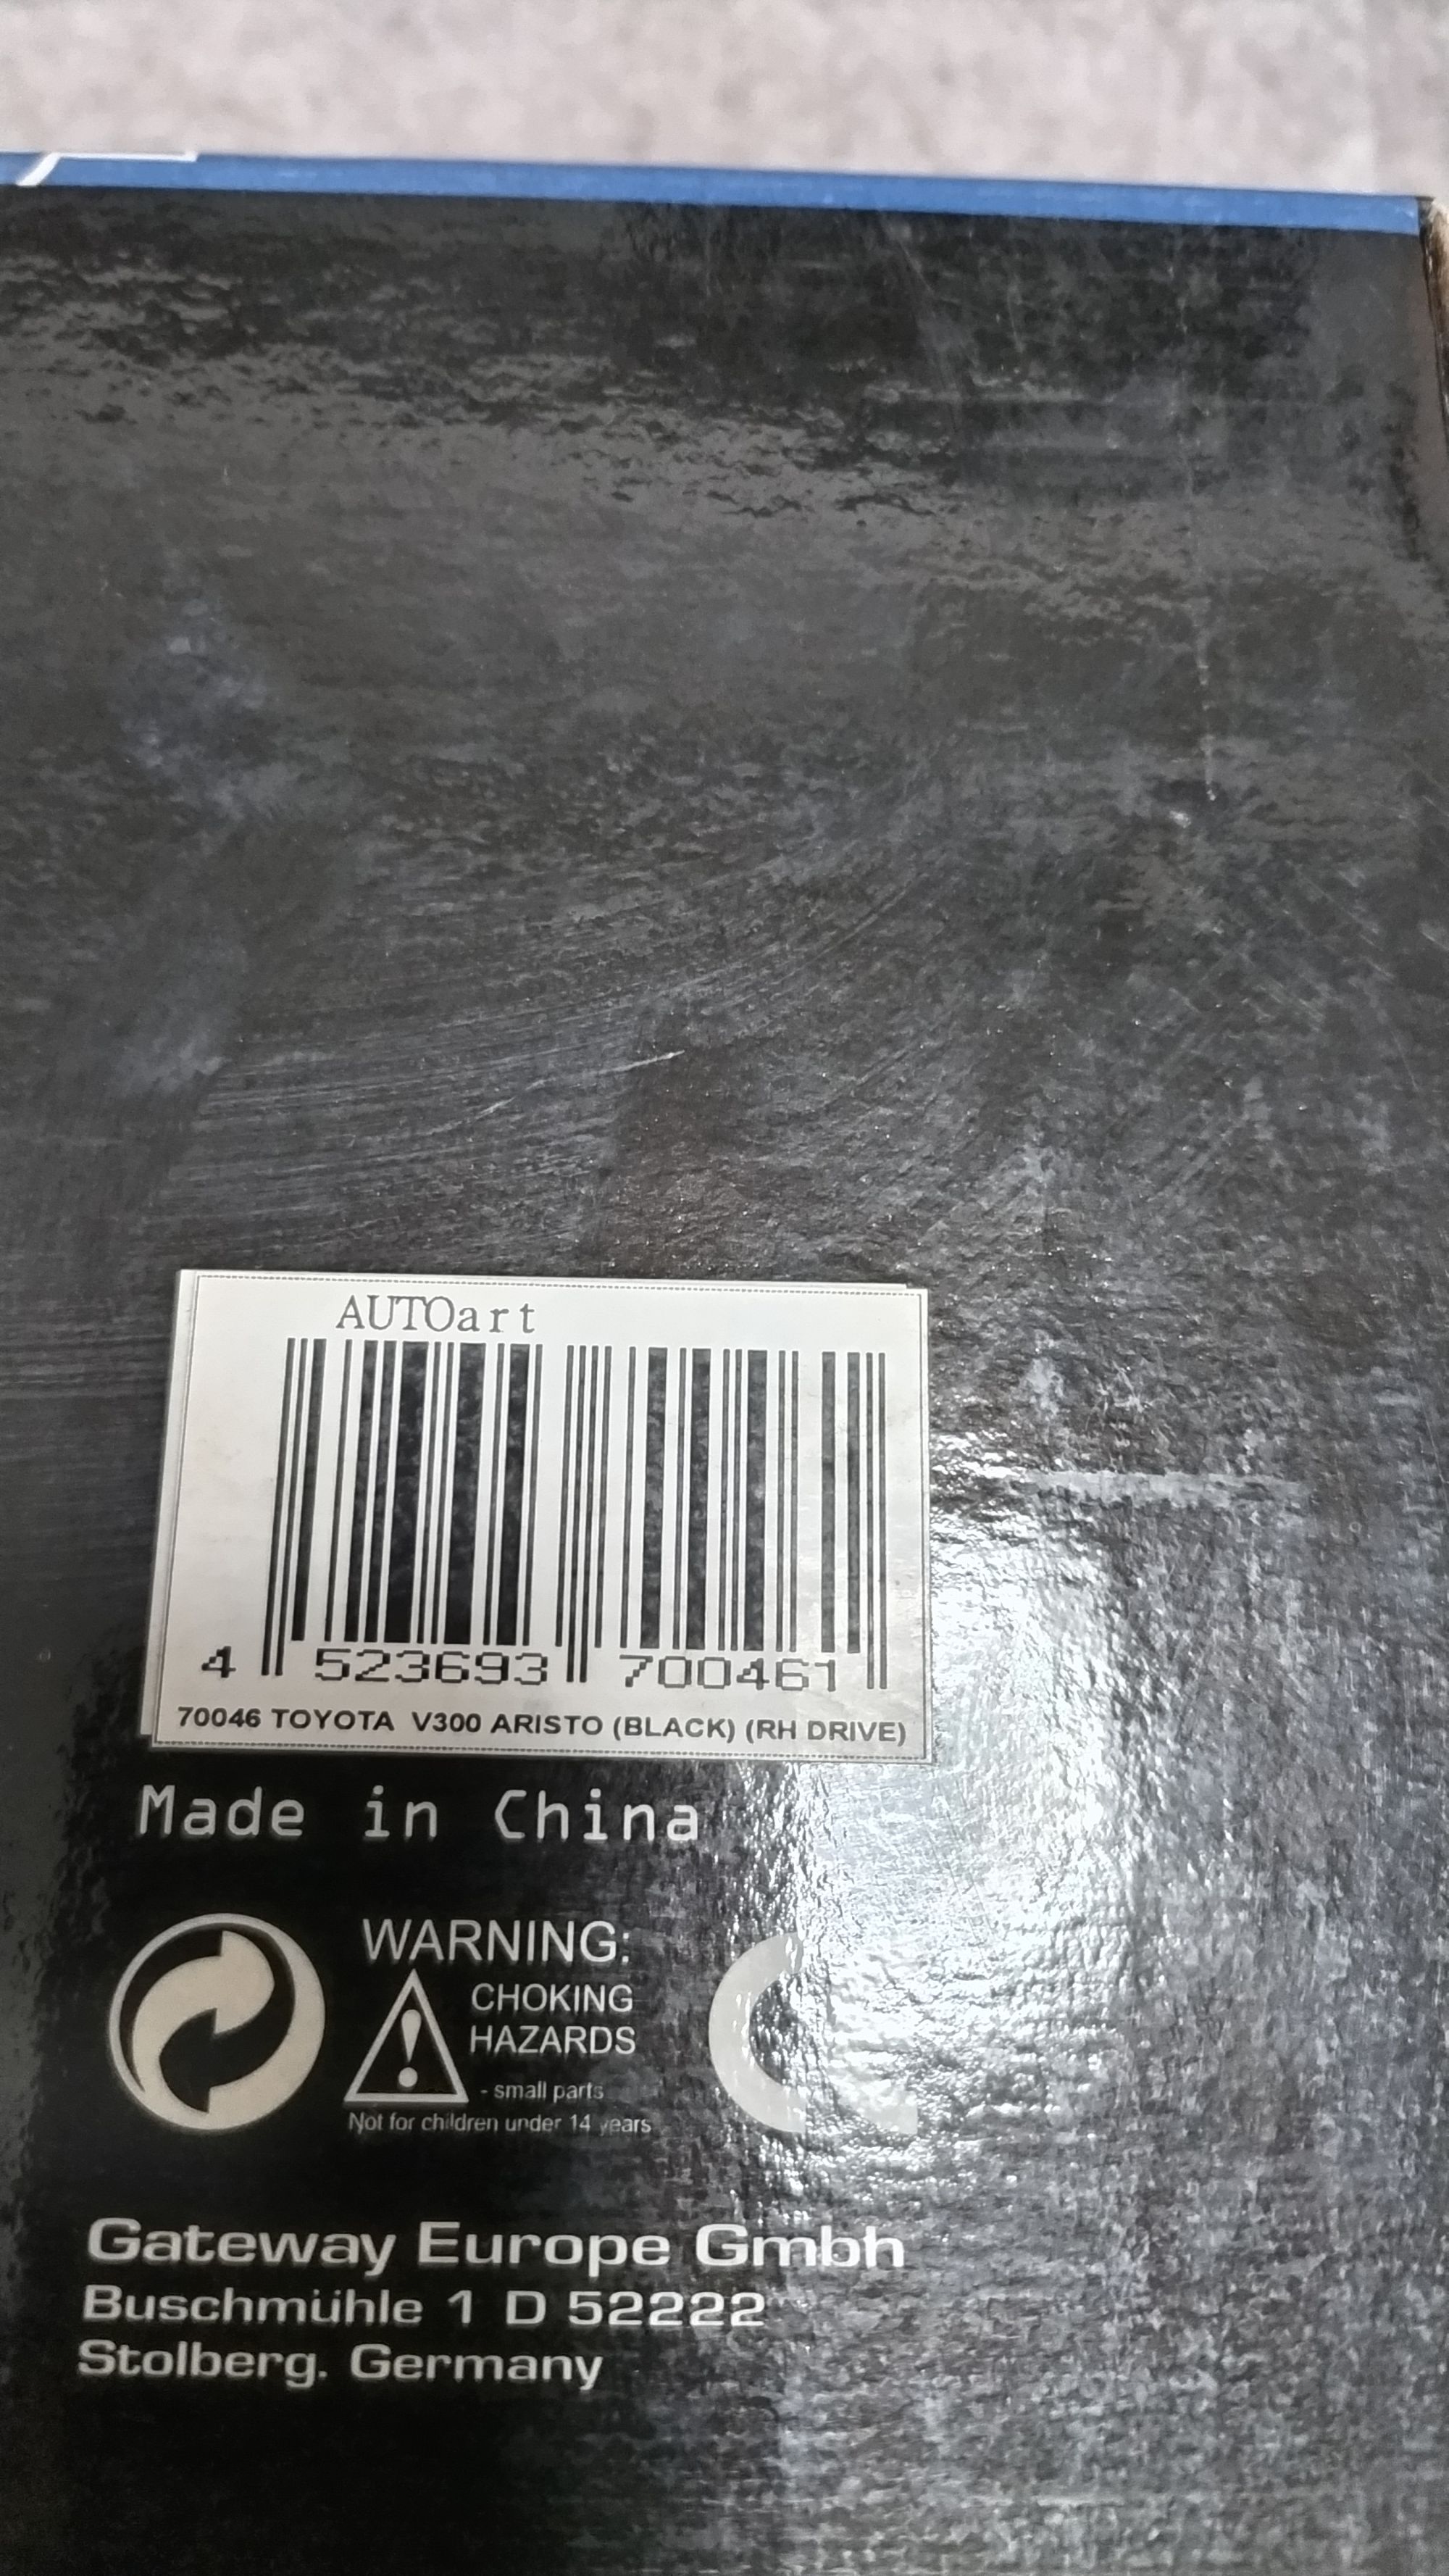 AUTOart
4 523693 700461
70046 TOYOTA V300 ARISTO (BLACK) (RH DRIVE)
Made in China
WARNING:
CHOKING
HAZARDS
- small parts
Not for children under 14 years
Gateway Europe Gmbh
Buschmühle 1 D 52222
Stolberg. Germany